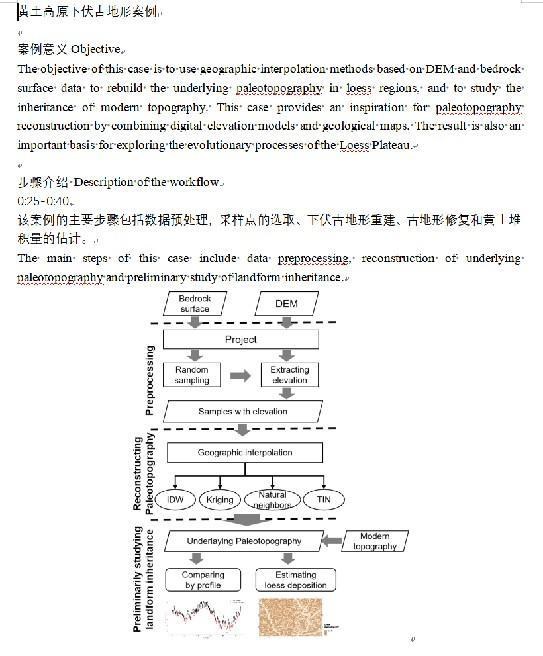 黄土高原下伏古地形案例
案例意义 Objective
The objective of this case is to use geographic interpolation methods based on DEM and bedrock
surface data to rebuild the underlying paleotopography in loess regions, and to study the
inheritance of modern topography. This case provides an inspiration for paleotopography
reconstruction by combining digital elevation models and geological maps. The result is also an
important basis for exploring the evolutionary processes of the Loess Plateau.
步骤介绍 Description of the workflow
0:25-0:40
该案例的主要步骤包括数据预处理，采样点的选取、下伏古地形重建、古地形修复和黄土堆
积量的估计。
The main steps of this case include data preprocessing, reconstruction of underlying
paleotopography and preliminary study of landform inheritance.
Bedrock
surface
DEM
Preprocessing
Project
Random
sampling
Extracting
elevation
Samples with elevation
Reconstructing
Paleotopography
Geographic interpolation
IDW
Kriging
Natural
neighbors
TIN
Preliminarily studying
landform inheritance
Underlaying Paleotopography
Modern
topography
Comparing
by profile
Estimating
loess deposition